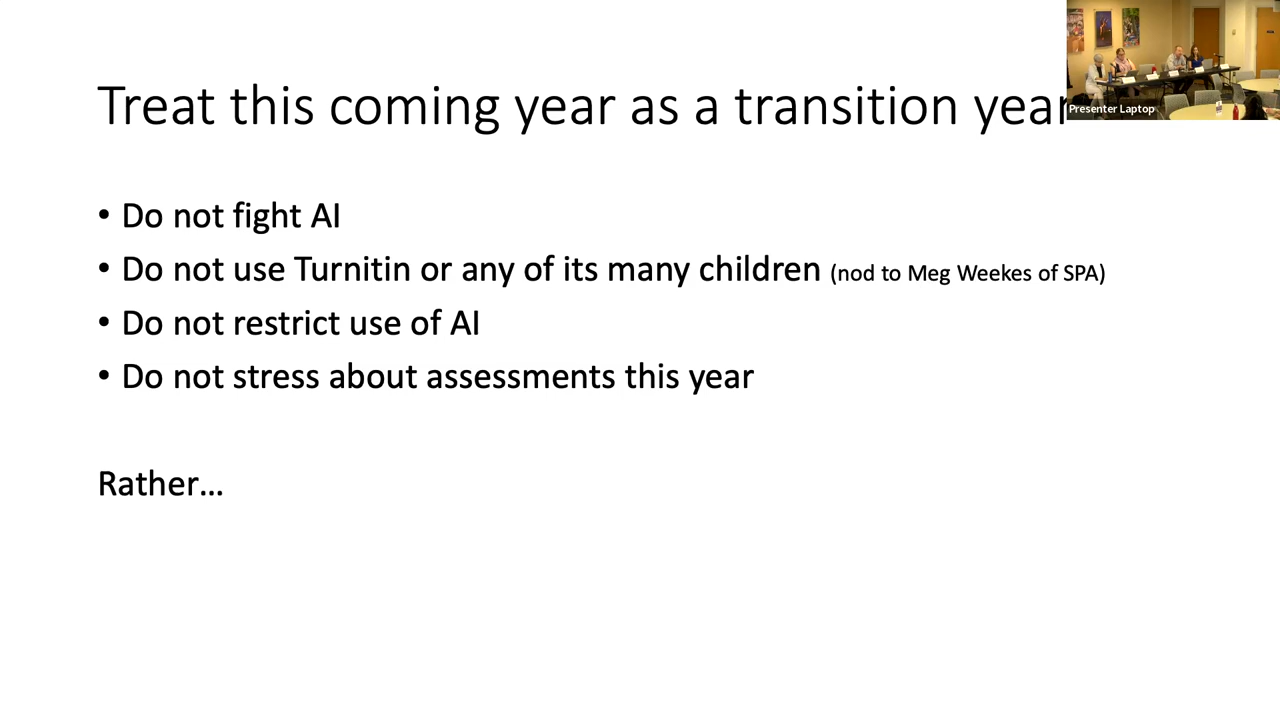 Treat this coming year as a transition year
Presenter Laptop
• Do not fight AI
• Do not use Turnitin or any of its many children (nod to Meg Weekes of SPA)
• Do not restrict use of AI
• Do not stress about assessments this year
Rather…